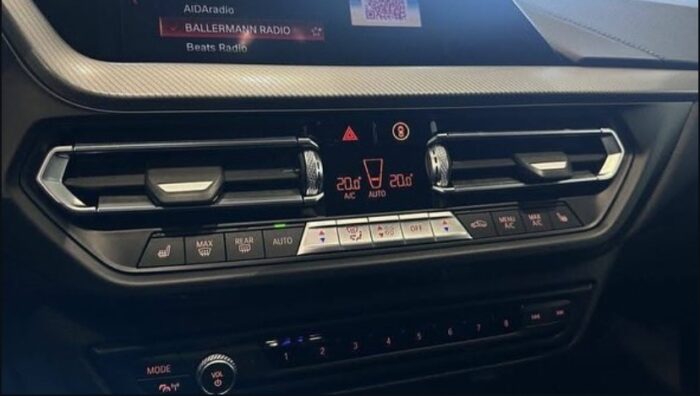 AIDAradio
BALLERMANN RADIO
Beats Radio
20.0° 20.0°
A/C AUTO A/C
MAX REAR AUTO OFF MENU A/C MAX A/C
1 2 3 4 5 6 7 8
MODE
VOL